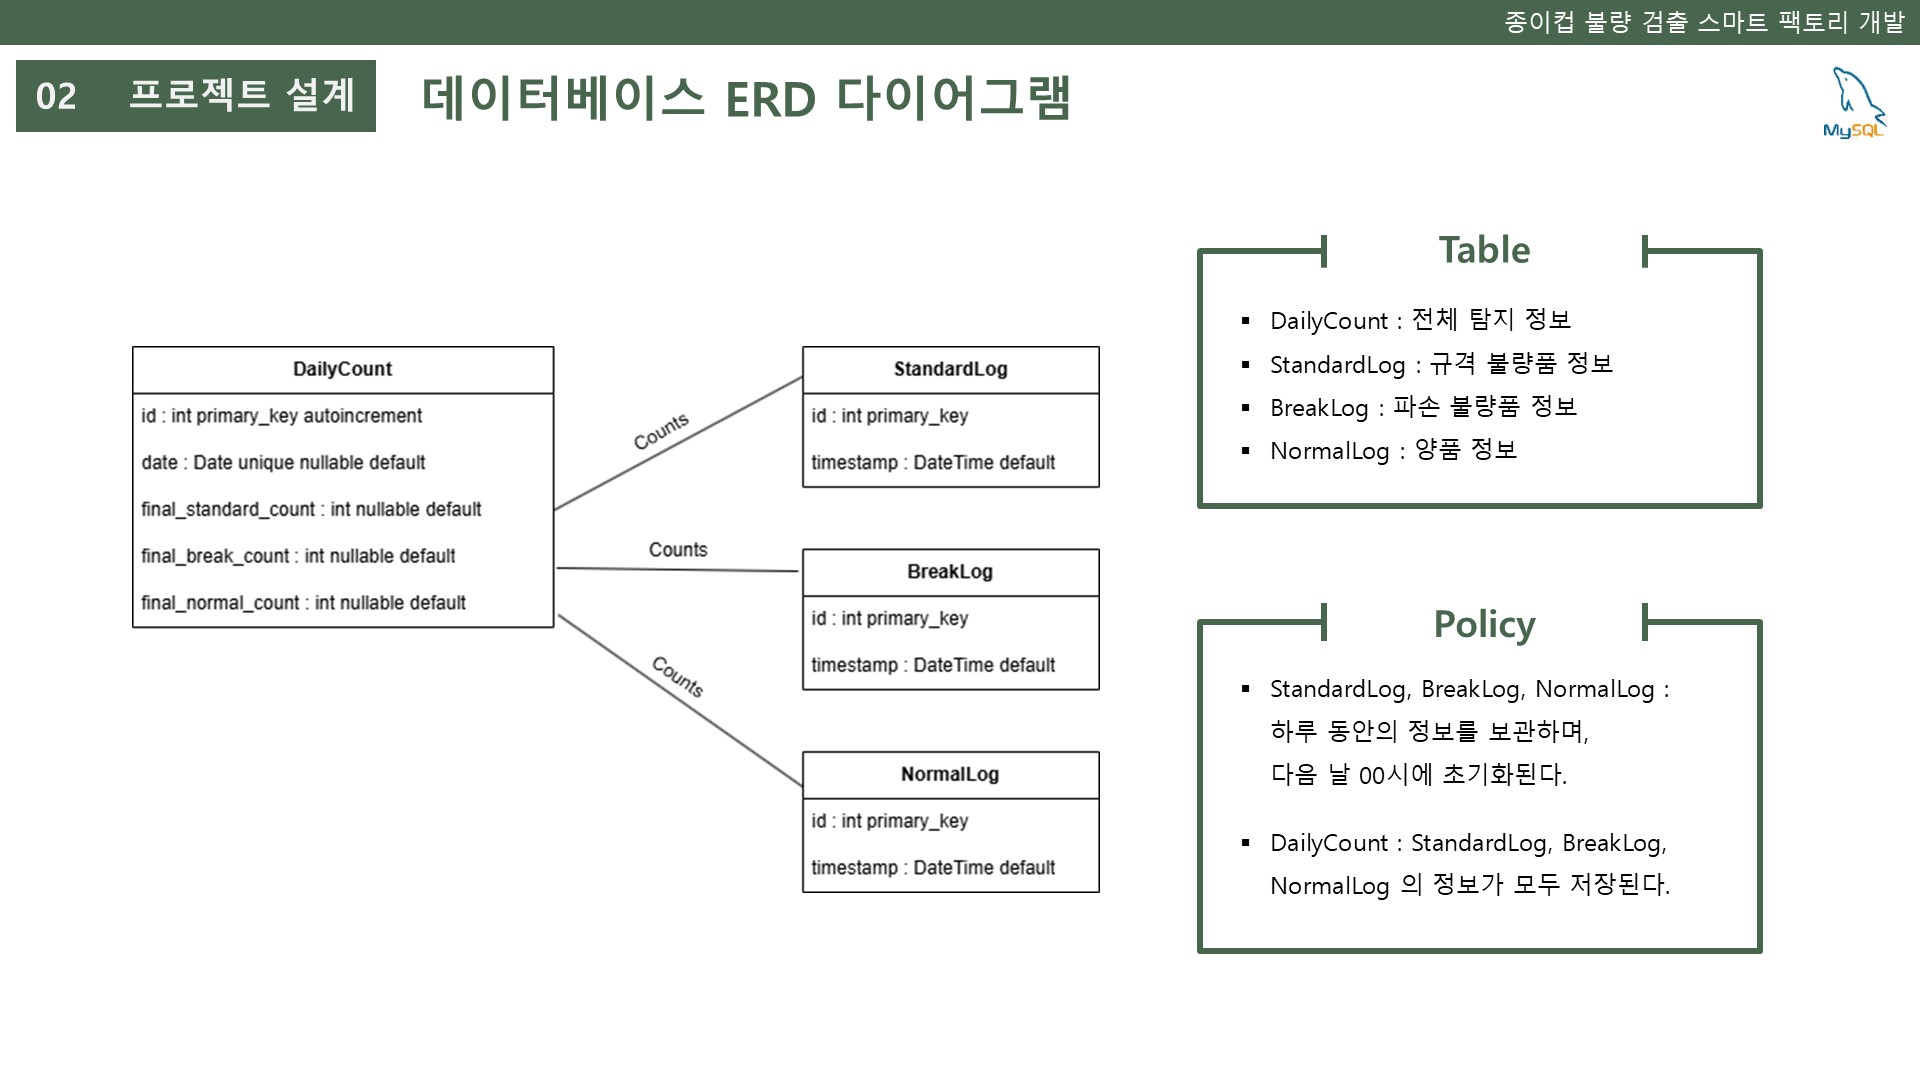 종이컵 불량 검출 스마트 팩토리 개발
02 프로젝트 설계
데이터베이스 ERD 다이어그램
MySQL
DailyCount
id : int primary_key autoincrement
date : Date unique nullable default
final_standard_count : int nullable default
final_break_count : int nullable default
final_normal_count : int nullable default
Counts
Counts
Counts
StandardLog
id : int primary_key
timestamp : DateTime default
BreakLog
id : int primary_key
timestamp : DateTime default
NormalLog
id : int primary_key
timestamp : DateTime default
Table
▪ DailyCount : 전체 탐지 정보
▪ StandardLog : 규격 불량품 정보
▪ BreakLog : 파손 불량품 정보
▪ NormalLog : 양품 정보
Policy
▪ StandardLog, BreakLog, NormalLog :
하루 동안의 정보를 보관하며,
다음 날 00시에 초기화된다.
▪ DailyCount : StandardLog, BreakLog,
NormalLog 의 정보가 모두 저장된다.